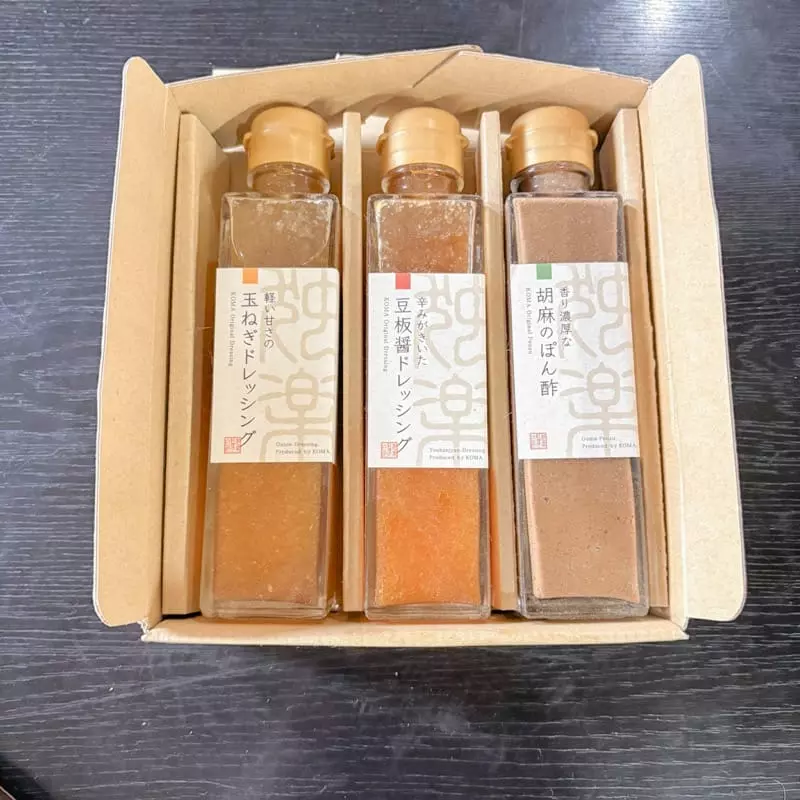 軽い甘さの
玉ねぎドレッシング
KOMA Original Dressing
Onion Dressing.
Produced by KOMA.
辛みがきいた
豆板醤ドレッシング
KOMA Original Dressing
Touban jan Dressing
Produced by KOMA.
香り濃厚な
胡麻のぽん酢
KOMA Original Ponzu
Goma Ponzu.
Produced by KOMA.